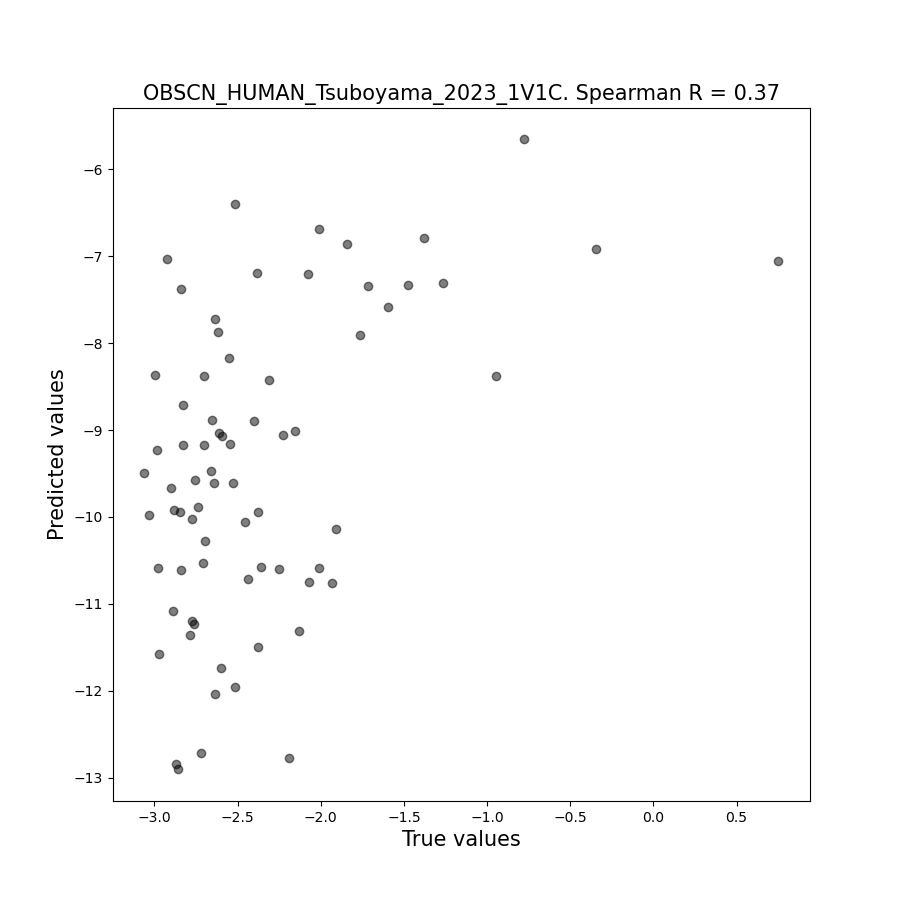 OBSCN_HUMAN_Tsuboyama_2023_1V1C. Spearman R = 0.37
−6
−7
−8
−9
−10
−11
−12
−13
Predicted values
−3.0 −2.5 −2.0 −1.5 −1.0 −0.5 0.0 0.5
True values